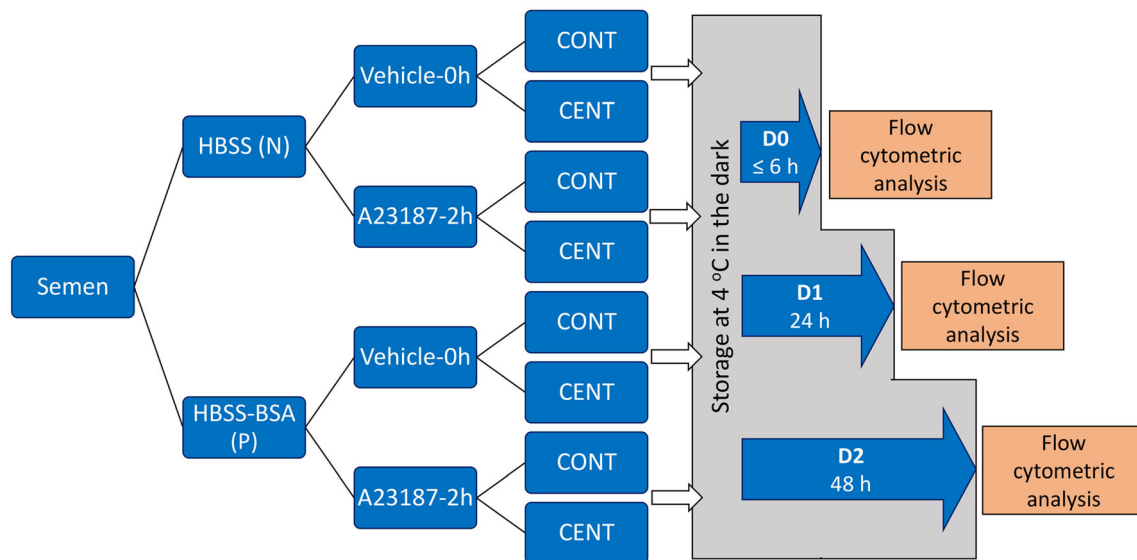 Semen
HBSS (N)
HBSS-BSA
(P)
Vehicle-0h
A23187-2h
Vehicle-0h
A23187-2h
CONT
CENT
CONT
CENT
CONT
CENT
CONT
CENT
Storage at 4 ºC in the dark
D0
≤ 6 h
Flow
cytometric
analysis
D1
24 h
Flow
cytometric
analysis
D2
48 h
Flow
cytometric
analysis